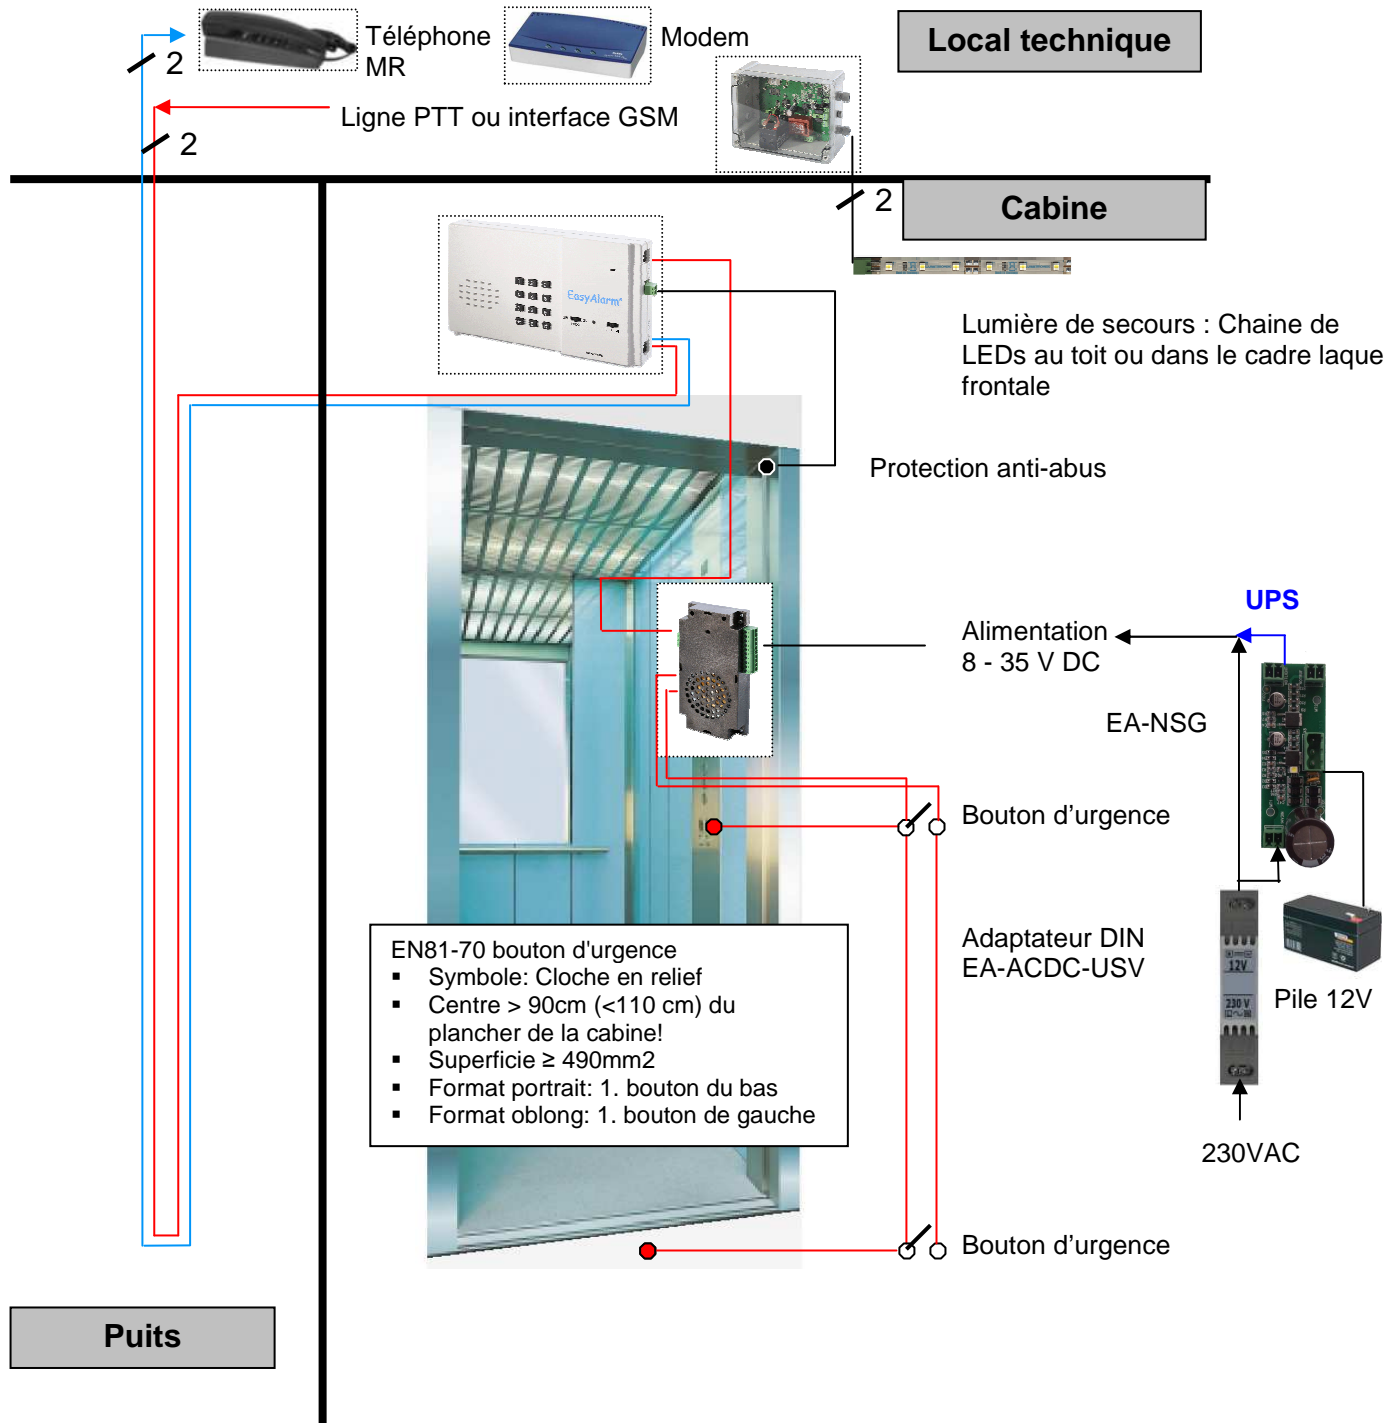 Téléphone
MR
Modem
Local technique
2
Ligne PTT ou interface GSM
2
2
Cabine
EasyAlarm
Lumière de secours : Chaine de
LEDs au toit ou dans le cadre laque
frontale
Protection anti-abus
UPS
Alimentation
8 - 35 V DC
EA-NSG
Bouton d’urgence
EN81-70 bouton d'urgence
▪ Symbole: Cloche en relief
▪ Centre > 90cm (<110 cm) du
plancher de la cabine!
▪ Superficie ≥ 490mm2
▪ Format portrait: 1. bouton du bas
▪ Format oblong: 1. bouton de gauche
Adaptateur DIN
EA-ACDC-USV
12V
230 V
Pile 12V
230VAC
Bouton d’urgence
Puits